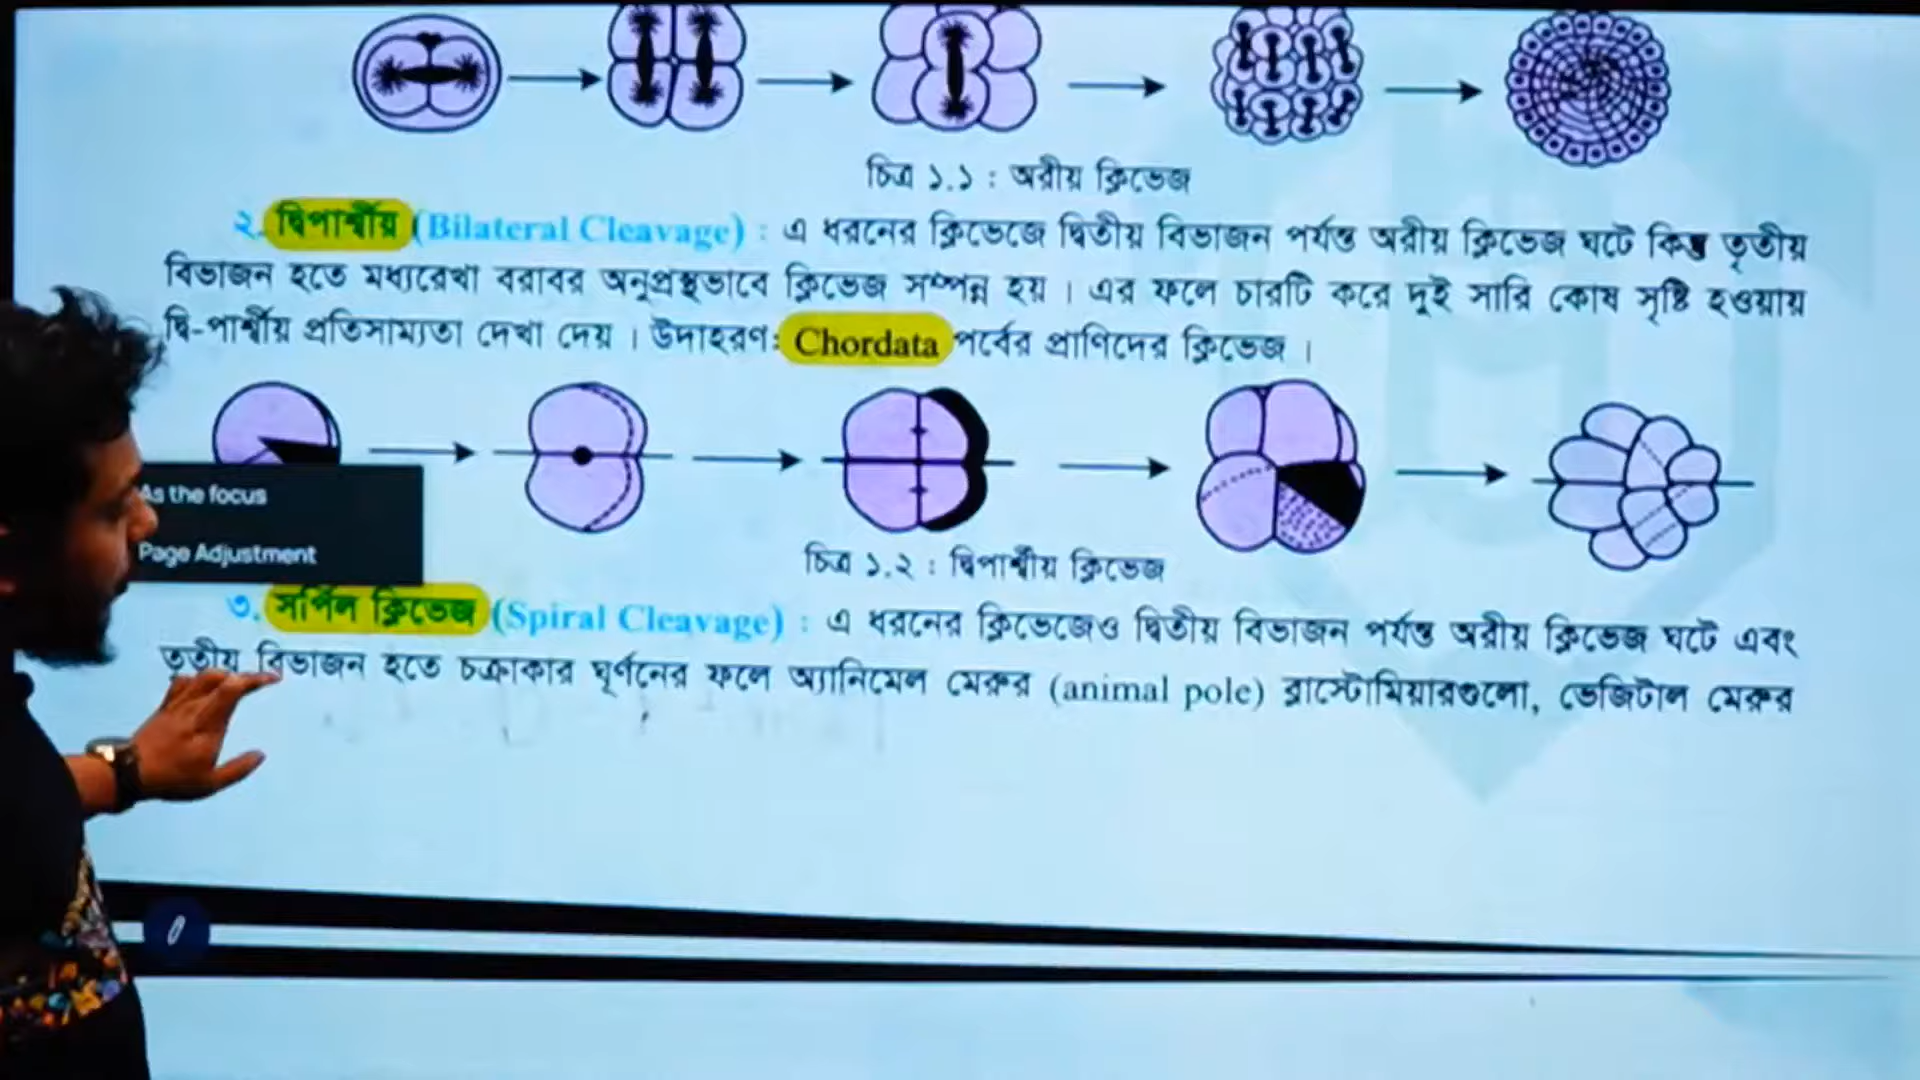 চিত্র ১.১ : অরীয় ক্লিভেজ
২. দ্বিপার্শ্বীয় (Bilateral Cleavage) : এ ধরনের ক্লিভেজে দ্বিতীয় বিভাজন পর্যন্ত অরীয় ক্লিভেজ ঘটে কিন্তু তৃতীয়
বিভাজন হতে মধ্যরেখা বরাবর অনুপ্রস্থভাবে ক্লিভেজ সম্পন্ন হয় । এর ফলে চারটি করে দুই সারি কোষ সৃষ্টি হওয়ায়
দ্বি-পার্শ্বীয় প্রতিসাম্যতা দেখা দেয় । উদাহরণ: Chordata পর্বের প্রাণিদের ক্লিভেজ ।
As the focus
Page Adjustment
চিত্র ১.২ : দ্বিপার্শ্বীয় ক্লিভেজ
৩. সর্পিল ক্লিভেজ (Spiral Cleavage) : এ ধরনের ক্লিভেজেও দ্বিতীয় বিভাজন পর্যন্ত অরীয় ক্লিভেজ ঘটে এবং
তৃতীয় বিভাজন হতে চক্রাকার ঘূর্ণনের ফলে অ্যানিমেল মেরুর (animal pole) ব্লাস্টোমিয়ারগুলো, ভেজিটাল মেরুর